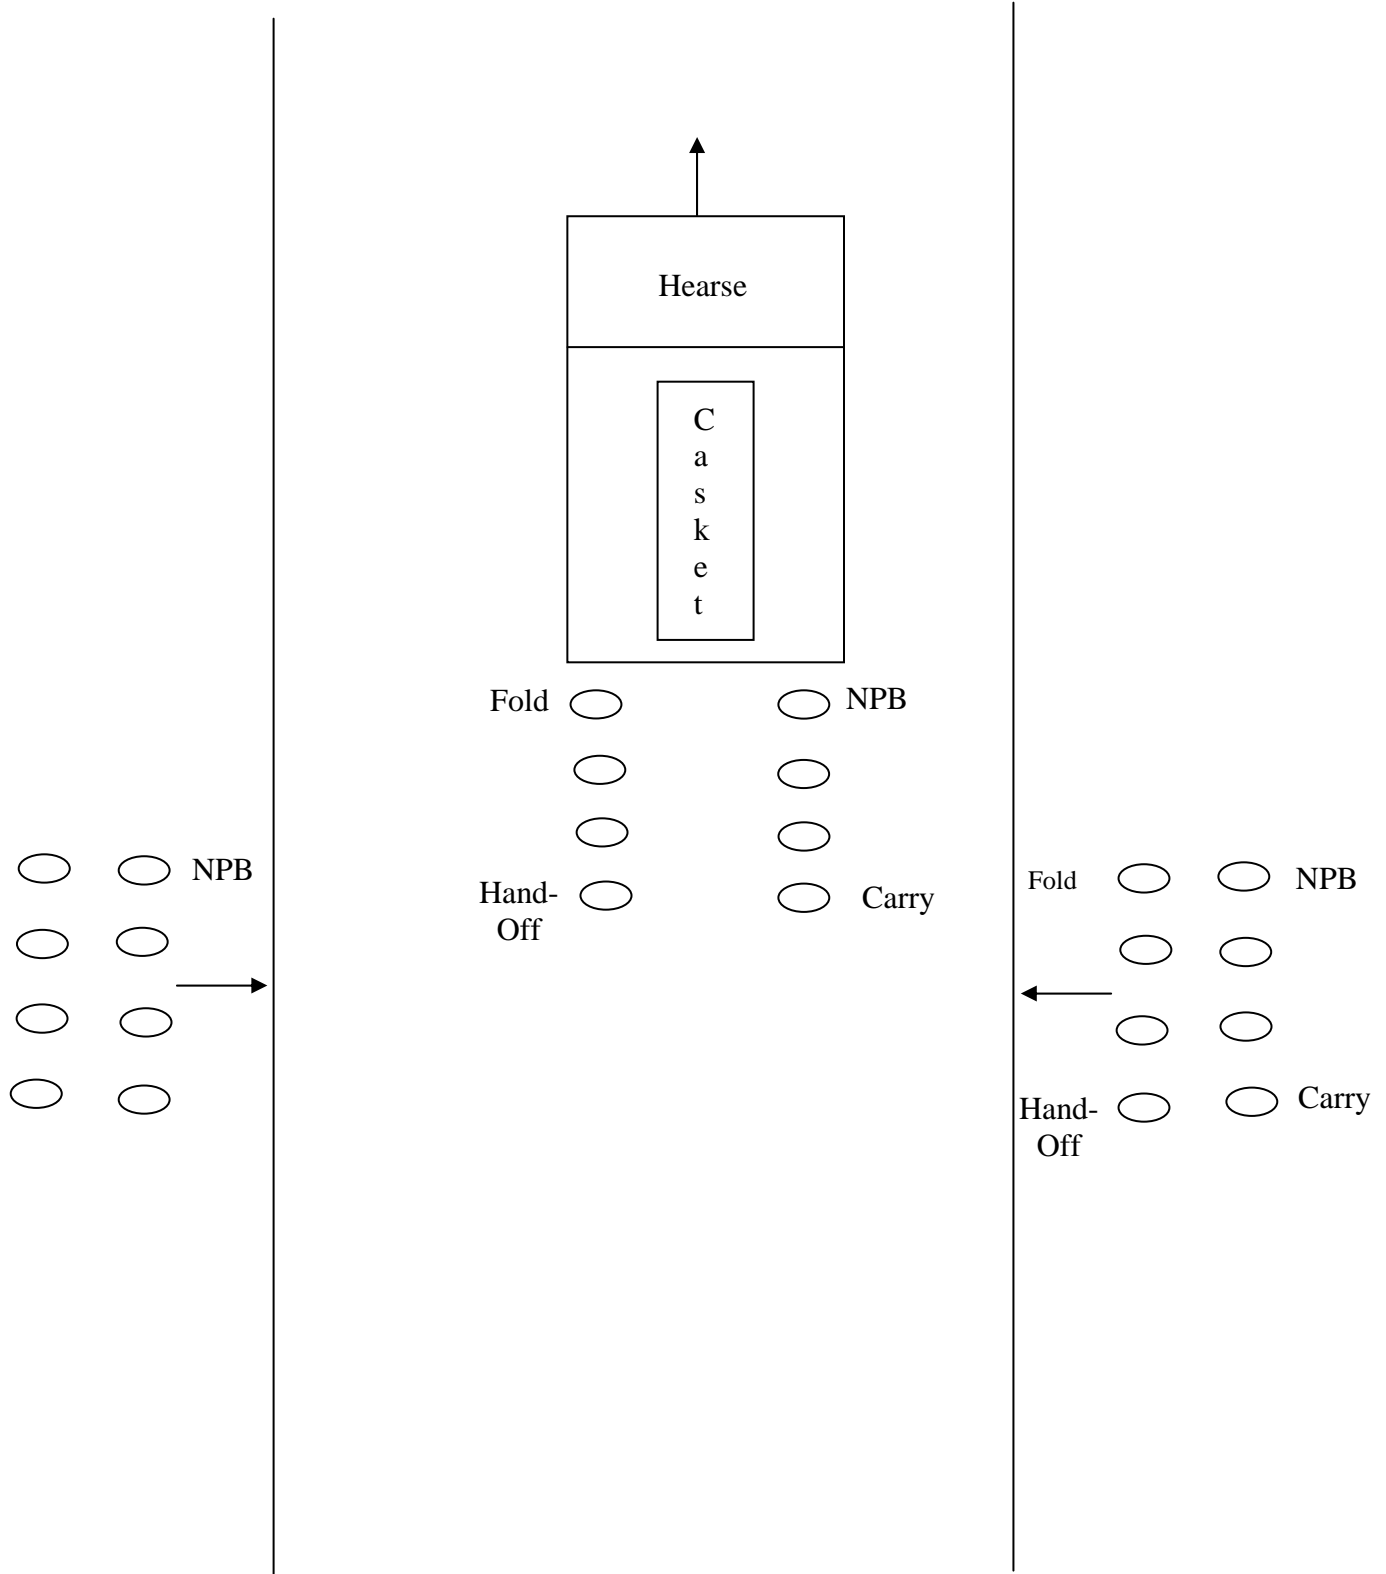 Hearse
C
a
s
k
e
t
Fold
NPB
Hand-
Off
Carry
NPB
Fold
NPB
Hand-
Off
Carry